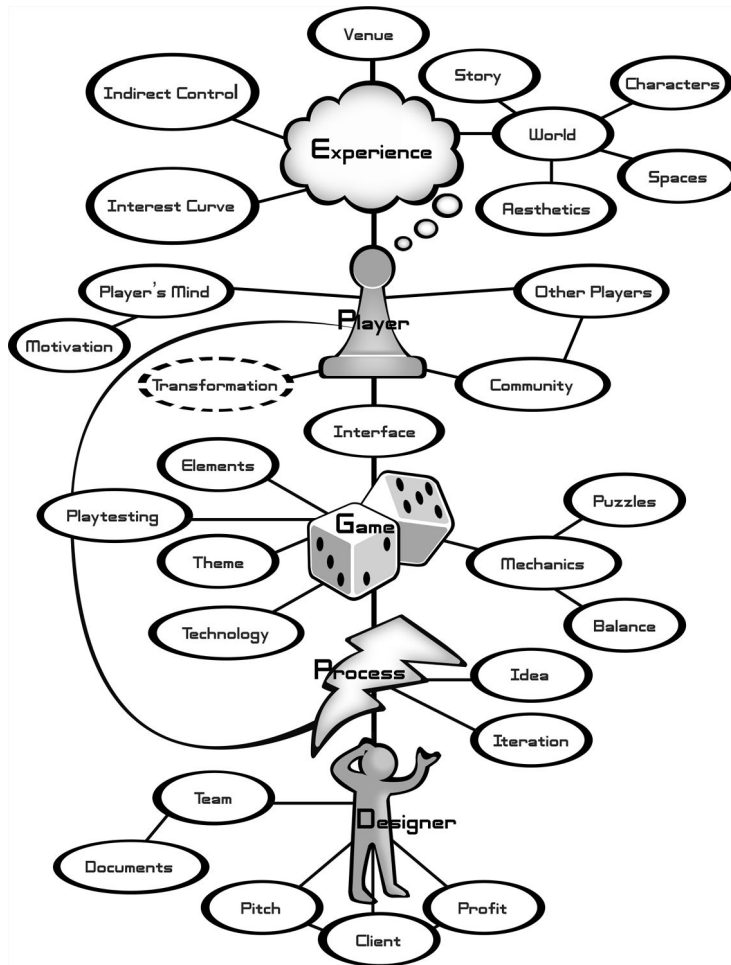 Venue
Story
Characters
Indirect Control
World
Experience
Spaces
Interest Curve
Aesthetics
Player's Mind
Other Players
Player
Motivation
Transformation
Community
Interface
Elements
Puzzles
Playtesting
Game
Theme
Mechanics
Technology
Balance
Process
Idea
Iteration
Team
Designer
Documents
Pitch
Profit
Client